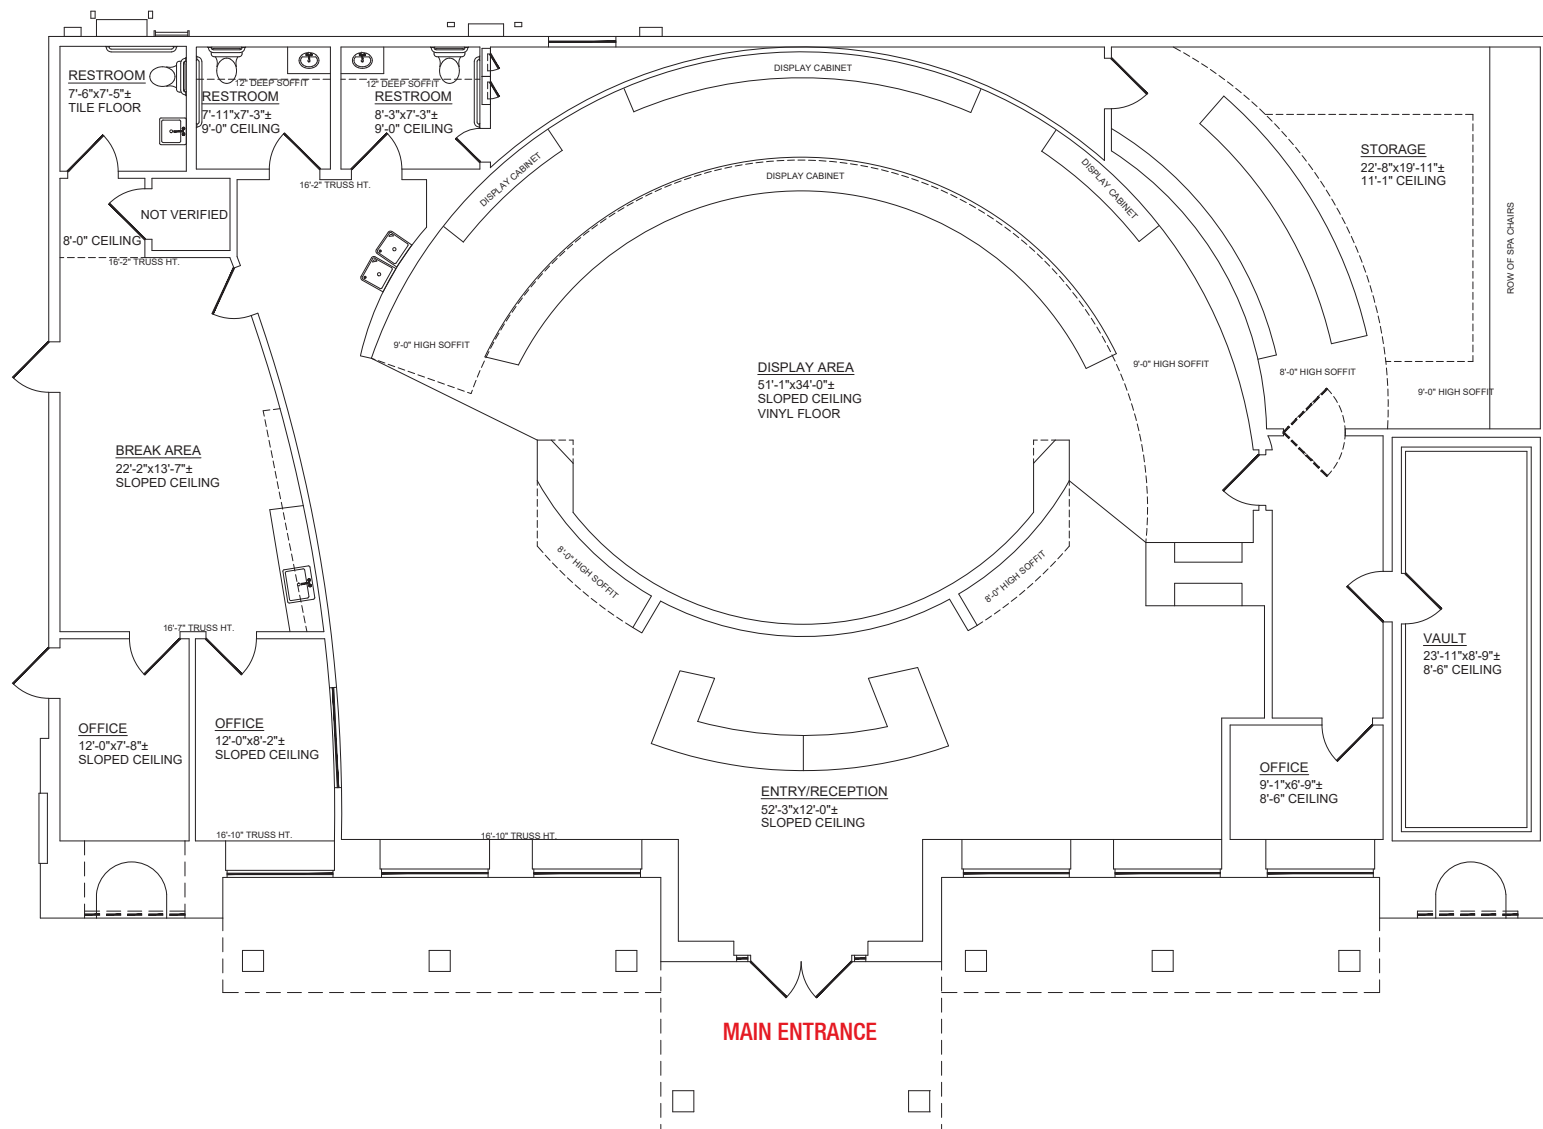 RESTROOM
7'-6"x7'-5"±
TILE FLOOR
12" DEEP SOFFIT
RESTROOM
7'-11"x7'-3"±
9'-0" CEILING
12" DEEP SOFFIT
RESTROOM
8'-3"x7'-3"±
9'-0" CEILING
DISPLAY CABINET
DISPLAY CABINET
DISPLAY CABINET
DISPLAY CABINET
STORAGE
22'-8"x19'-11"±
11'-1" CEILING
ROW OF SPA CHAIRS
16'-2" TRUSS HT.
NOT VERIFIED
8'-0" CEILING
16'-2" TRUSS HT.
9'-0" HIGH SOFFIT
DISPLAY AREA
51'-1"x34'-0"±
SLOPED CEILING
VINYL FLOOR
9'-0" HIGH SOFFIT
8'-0" HIGH SOFFIT
9'-0" HIGH SOFFIT
BREAK AREA
22'-2"x13'-7"±
SLOPED CEILING
8'-0" HIGH SOFFIT
8'-0" HIGH SOFFIT
16'-7" TRUSS HT.
VAULT
23'-11"x8'-9"±
8'-6" CEILING
OFFICE
12'-0"x7'-8"±
SLOPED CEILING
OFFICE
12'-0"x8'-2"±
SLOPED CEILING
OFFICE
9'-1"x6'-9"±
8'-6" CEILING
ENTRY/RECEPTION
52'-3"x12'-0"±
SLOPED CEILING
16'-10" TRUSS HT.
16'-10" TRUSS HT.
MAIN ENTRANCE